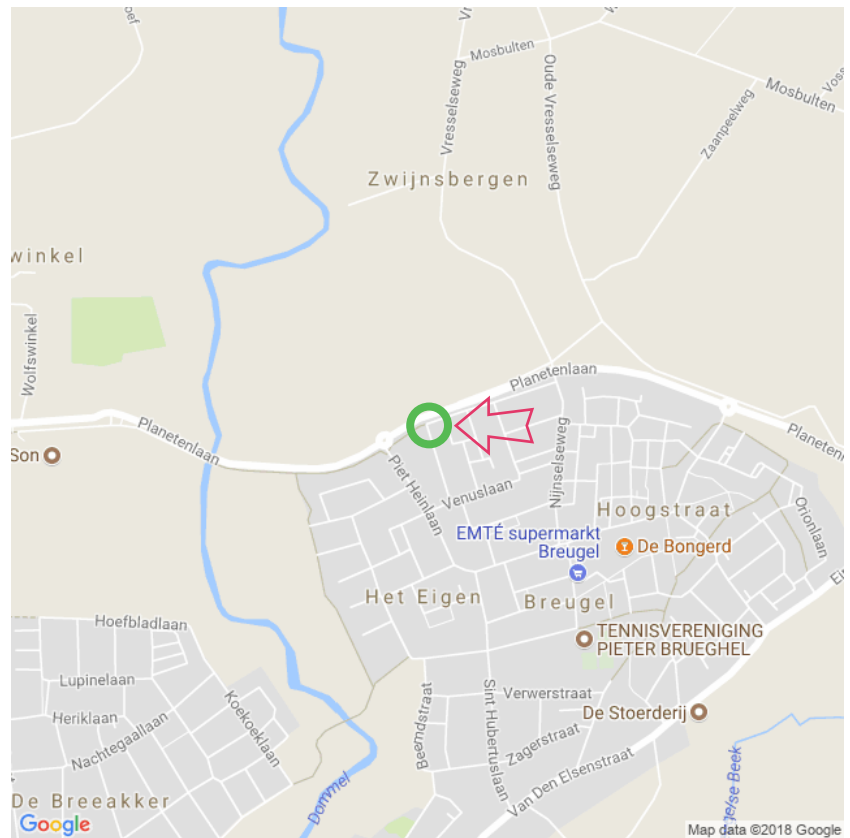 oef
Mosbulten
Vresselseweg
Oude Vresselseweg
Mosbulten
Zaanpeelweg
Zwijnsbergen
winkel
Wolfswinkel
Planetenlaan
Planetenlaan
Son
Piet Heinlaan
Venuslaan
Nijnselseweg
Hoogstraat
Orionlaan
EMTÉ supermarkt
Breugel
De Bongerd
Het Eigen
Breugel
Hoefbladlaan
TENNISVERENIGING
PIETER BRUEGHEL
Lupinelaan
Koekoeklaan
Beemdstraat
Sint Hubertuslaan
Verwerstraat
Heriklaan
De Stoerderij
Nachtegaallaan
Zagerstraat
Van Den Elsenstraat
Dommel
De Breeakker
Google
Map data ©2018 Google